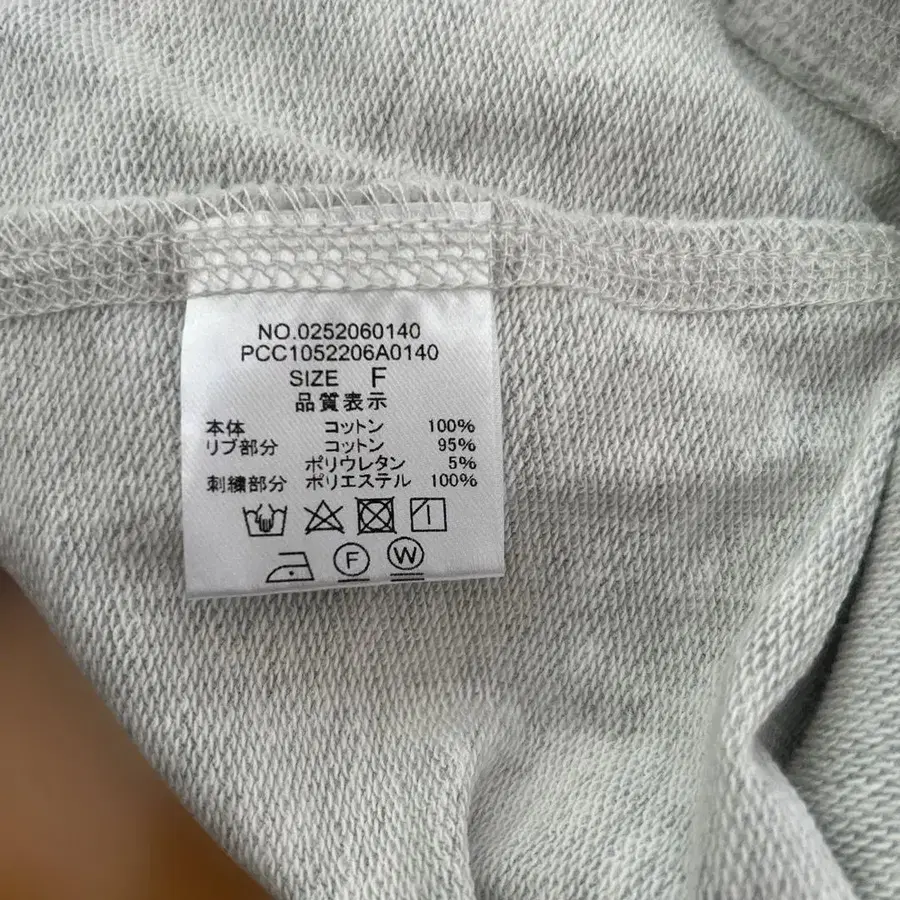 NO.0252060140
PCC1052206A0140
SIZE F
品質表示
本体 コットン 100%
リブ部分 コットン 95%
ポリウレタン 5%
刺繍部分 ポリエステル 100%
F W